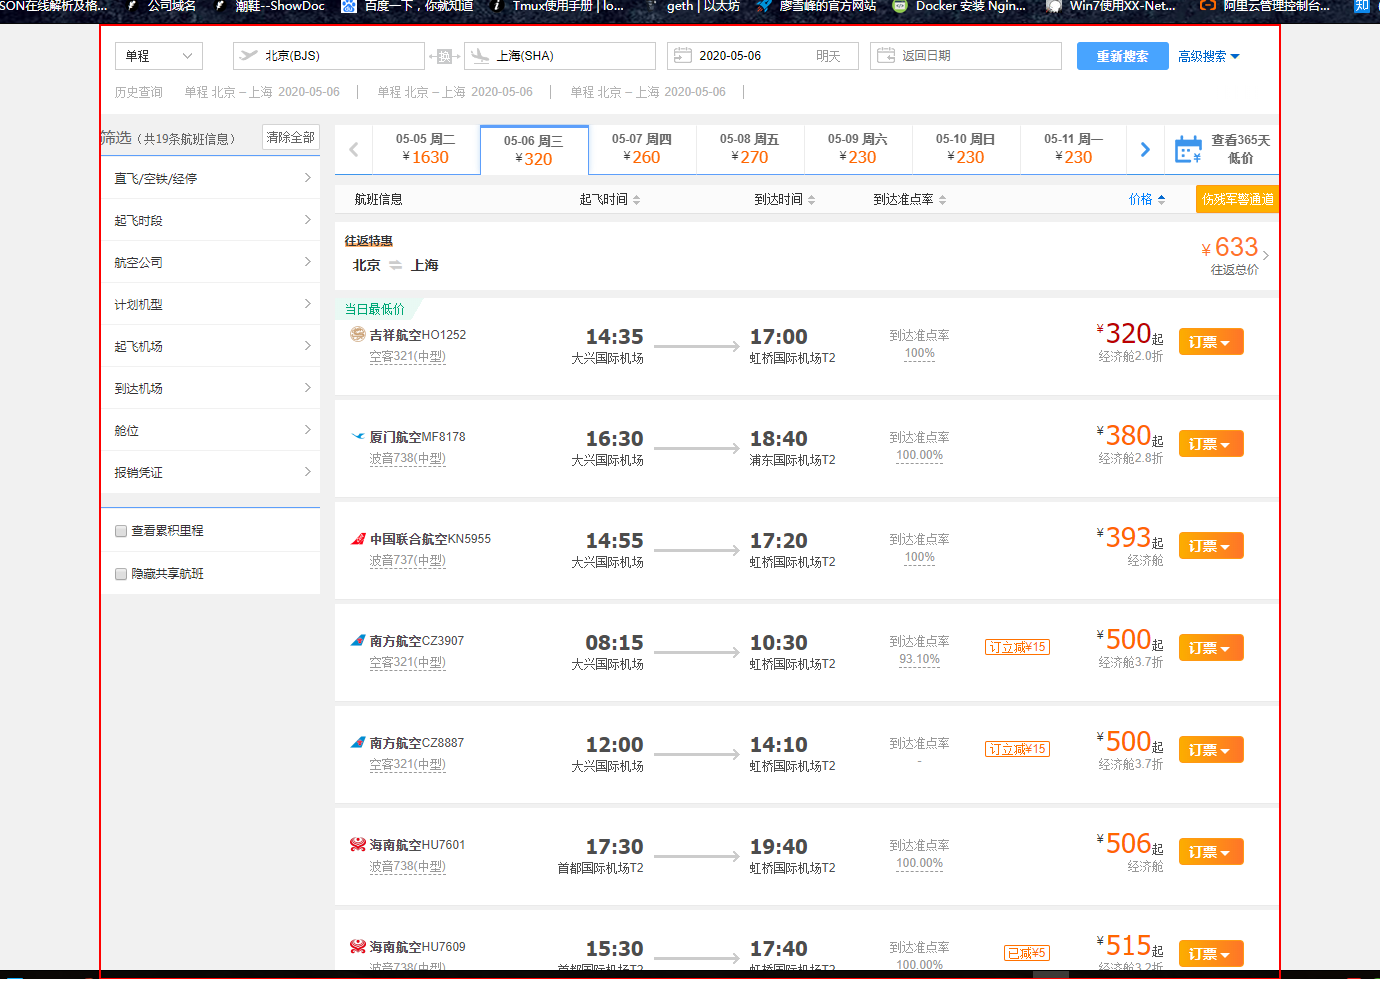 SON在线解析及格... 公司域名 潮鞋--ShowDoc 百度一下，你就知道 Tmux使用手册 | lo... geth | 以太坊 廖雪峰的官方网站 Docker 安装 Ngin... Win7使用XX-Net... 阿里云管理控制台... 知
单程 北京(BJS) 换 上海(SHA) 2020-05-06 明天 返回日期 重新搜索 高级搜索
历史查询 单程 北京 – 上海 2020-05-06 | 单程 北京 – 上海 2020-05-06 | 单程 北京 – 上海 2020-05-06 |
筛选（共19条航班信息） 清除全部
直飞/空铁/经停
起飞时段
航空公司
计划机型
起飞机场
到达机场
舱位
报销凭证
查看累积里程
隐藏共享航班
05-05 周二 05-06 周三 05-07 周四 05-08 周五 05-09 周六 05-10 周日 05-11 周一 查看365天
¥1630 ¥320 ¥260 ¥270 ¥230 ¥230 ¥230 低价
航班信息 起飞时间 到达时间 到达准点率 价格 伤残军警通道
往返特惠
北京 上海 ¥633
往返总价
当日最低价
吉祥航空HO1252 14:35 17:00 到达准点率 ¥320起 订票
空客321(中型) 大兴国际机场 虹桥国际机场T2 100% 经济舱2.0折
厦门航空MF8178 16:30 18:40 到达准点率 ¥380起 订票
波音738(中型) 大兴国际机场 浦东国际机场T2 100.00% 经济舱2.8折
中国联合航空KN5955 14:55 17:20 到达准点率 ¥393起 订票
波音737(中型) 大兴国际机场 虹桥国际机场T2 100% 经济舱
南方航空CZ3907 08:15 10:30 到达准点率 订立减¥15 ¥500起 订票
空客321(中型) 大兴国际机场 虹桥国际机场T2 93.10% 经济舱3.7折
南方航空CZ8887 12:00 14:10 到达准点率 订立减¥15 ¥500起 订票
空客321(中型) 大兴国际机场 虹桥国际机场T2 - 经济舱3.7折
海南航空HU7601 17:30 19:40 到达准点率 ¥506起 订票
波音738(中型) 首都国际机场T2 虹桥国际机场T2 100.00% 经济舱
海南航空HU7609 15:30 17:40 到达准点率 已减¥5 ¥515起 订票
波音738(中型) 首都国际机场T2 虹桥国际机场T2 100.00% 经济舱3.2折